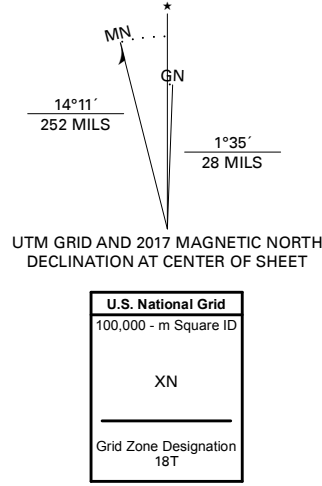 ★
MN
GN
14°11´
252 MILS
1°35´
28 MILS
UTM GRID AND 2017 MAGNETIC NORTH
DECLINATION AT CENTER OF SHEET
U.S. National Grid
100,000 - m Square ID
XN
Grid Zone Designation
18T